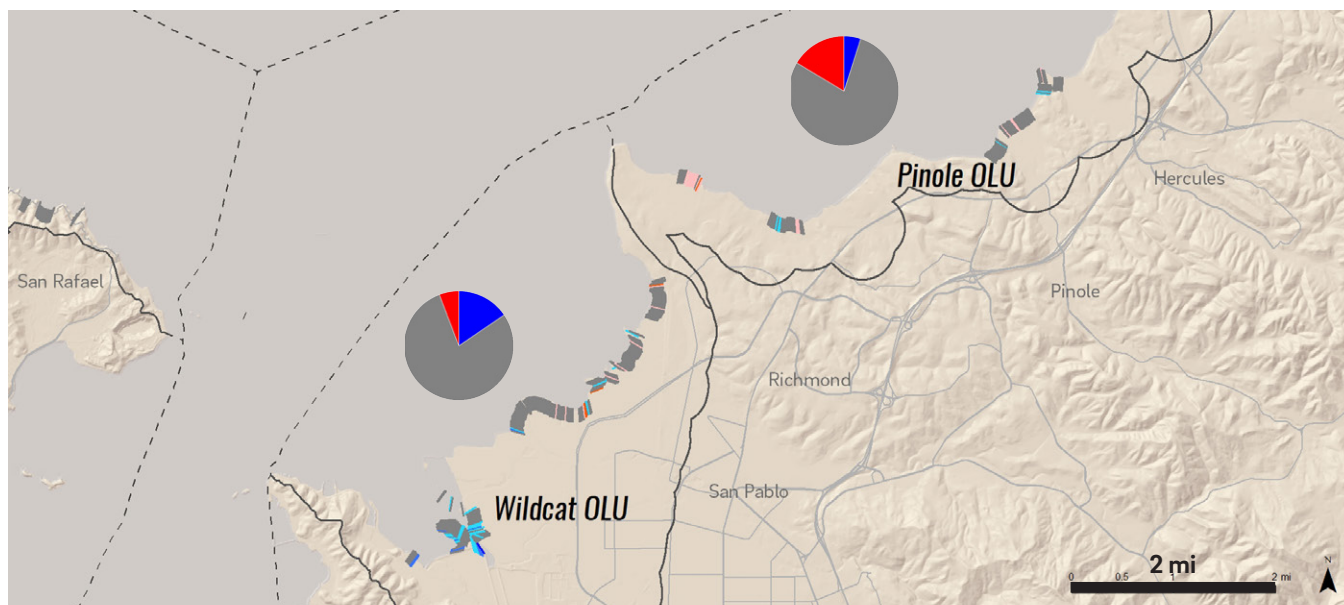 Pinole OLU
Hercules
San Rafael
Pinole
Richmond
San Pablo
Wildcat OLU
2 mi
N
0 0.5 1 2 mi